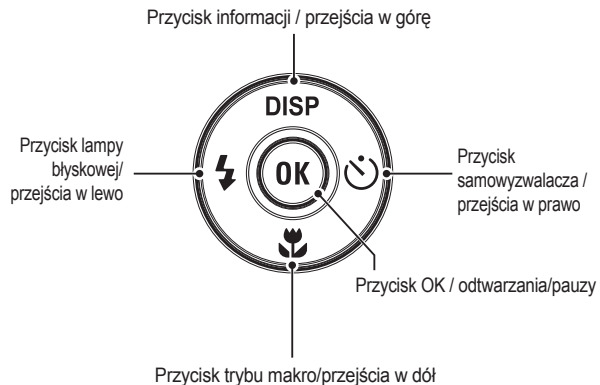 Przycisk informacji / przejścia w górę
DISP
Przycisk lampy
błyskowej/
przejścia w lewo
OK
Przycisk
samowyzwalacza /
przejścia w prawo
Przycisk OK / odtwarzania/pauzy
Przycisk trybu makro/przejścia w dół